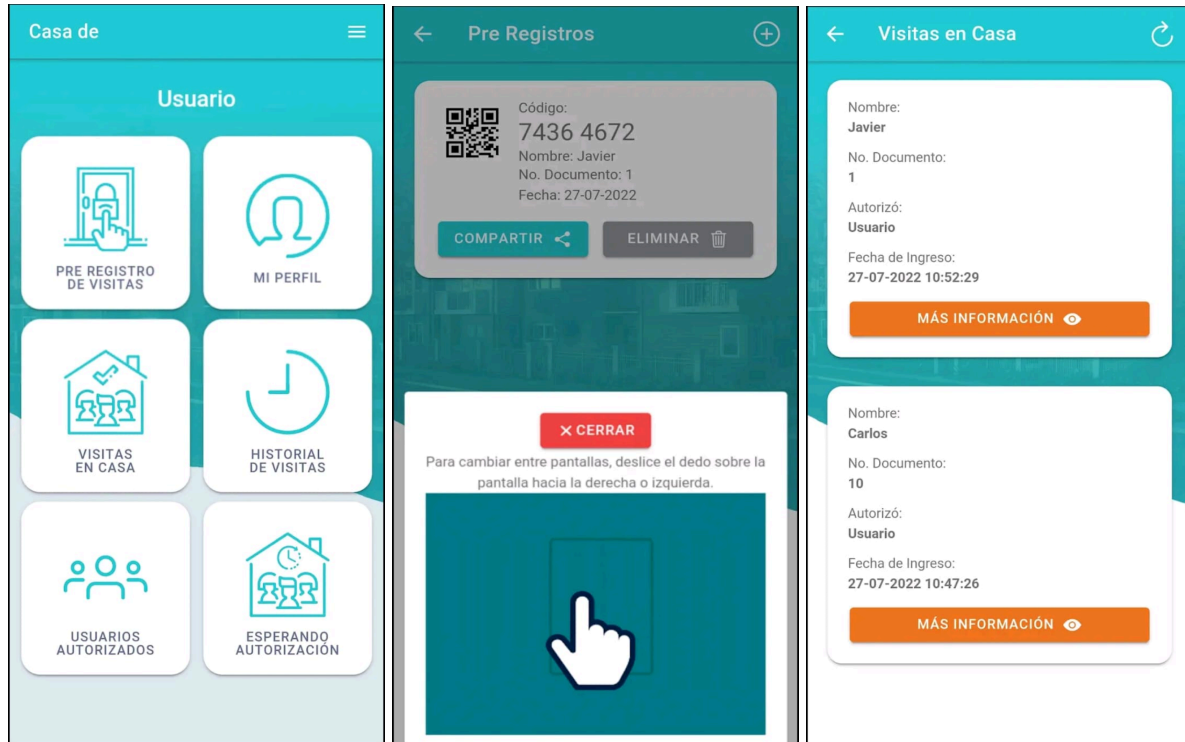 Casa de
Usuario
PRE REGISTRO
DE VISITAS
MI PERFIL
VISITAS
EN CASA
HISTORIAL
DE VISITAS
USUARIOS
AUTORIZADOS
ESPERANDO
AUTORIZACIÓN
Pre Registros
Código:
7436 4672
Nombre: Javier
No. Documento: 1
Fecha: 27-07-2022
COMPARTIR
ELIMINAR
CERRAR
Para cambiar entre pantallas, deslice el dedo sobre la
pantalla hacia la derecha o izquierda.
Visitas en Casa
Nombre:
Javier
No. Documento:
1
Autorizó:
Usuario
Fecha de Ingreso:
27-07-2022 10:52:29
MÁS INFORMACIÓN
Nombre:
Carlos
No. Documento:
10
Autorizó:
Usuario
Fecha de Ingreso:
27-07-2022 10:47:26
MÁS INFORMACIÓN